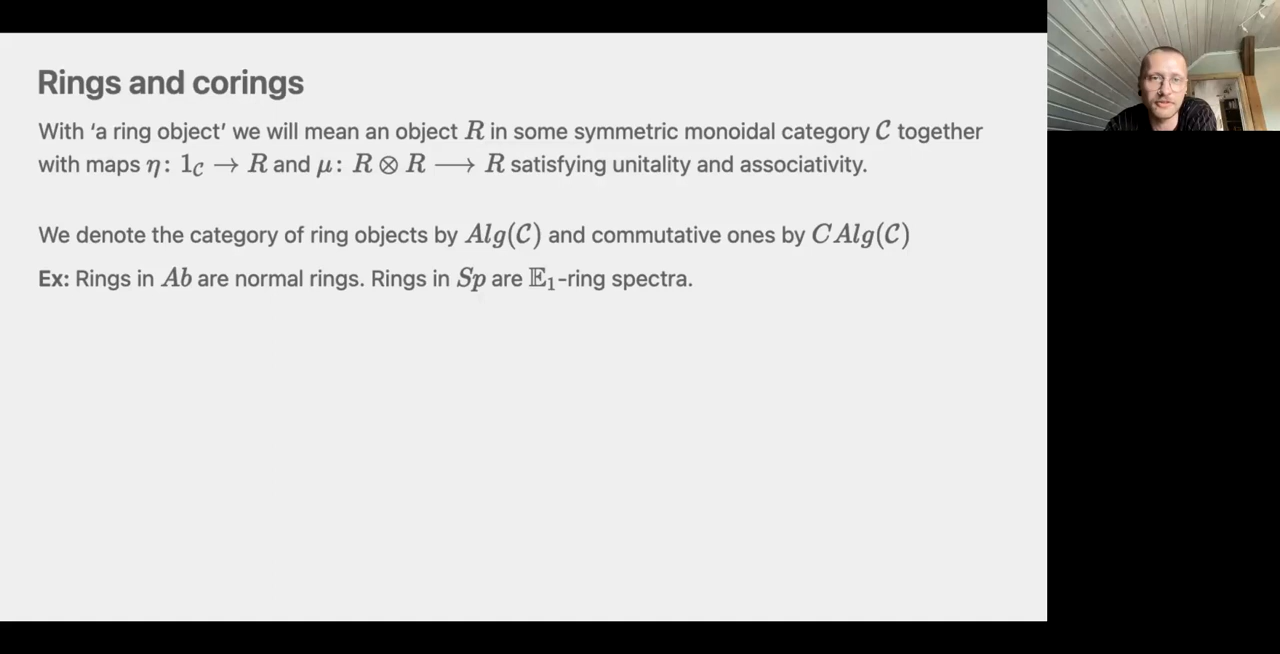 Rings and corings
With ‘a ring object’ we will mean an object R in some symmetric monoidal category 𝒞 together
with maps η: 1_𝒞 → R and μ: R ⊗ R ⟶ R satisfying unitality and associativity.
We denote the category of ring objects by Alg(𝒞) and commutative ones by CAlg(𝒞)
Ex: Rings in Ab are normal rings. Rings in Sp are 𝔼₁-ring spectra.